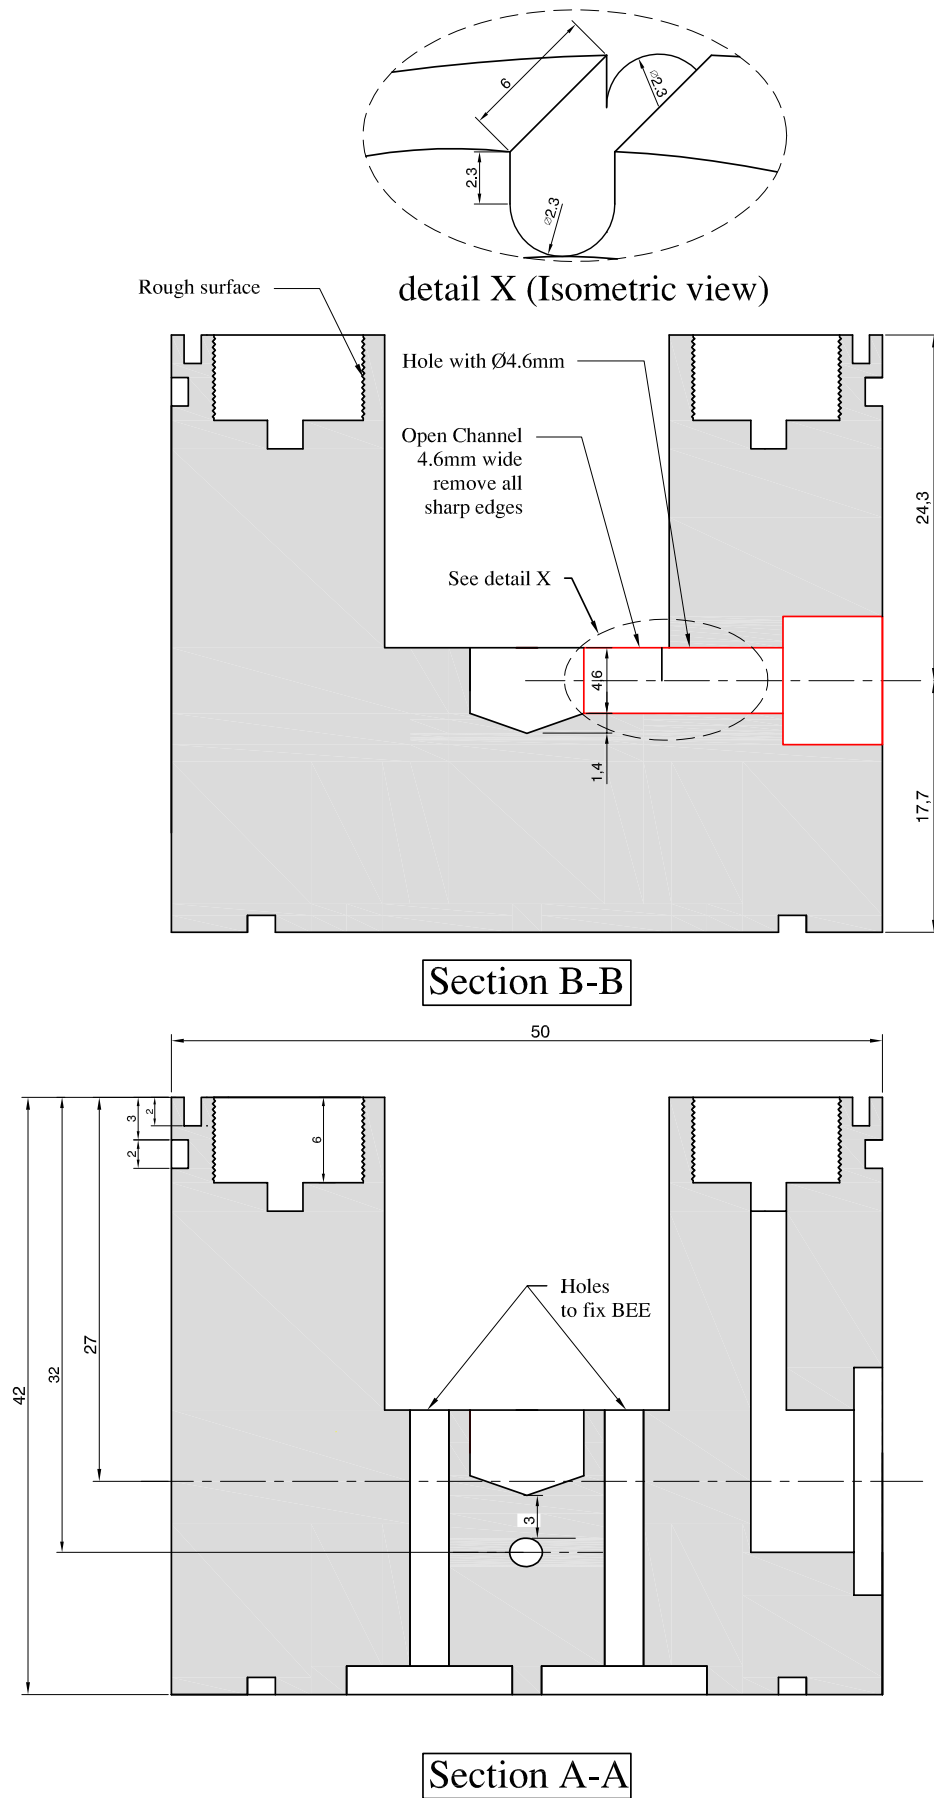 6
⌀2.3
2.3
⌀2.3
detail X (Isometric view)
Rough surface
Hole with Ø4.6mm
Open Channel
4.6mm wide
remove all
sharp edges
See detail X
24,3
4,6
1,4
17,7
Section B-B
50
3
2
2
6
Holes
to fix BEE
27
32
42
3
Section A-A